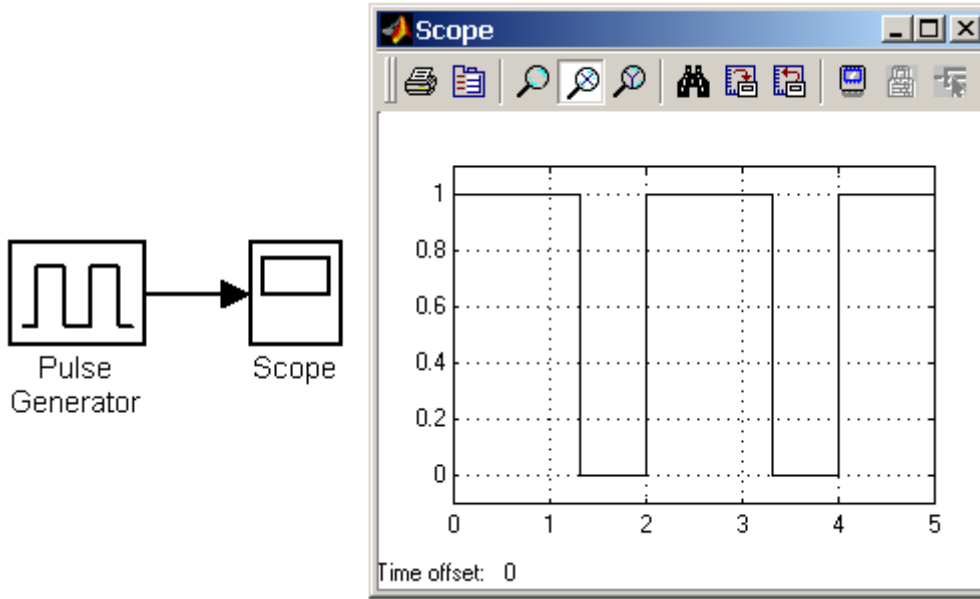 Scope
1
0.8
0.6
0.4
0.2
0
0 1 2 3 4 5
Time offset: 0
Pulse
Generator
Scope